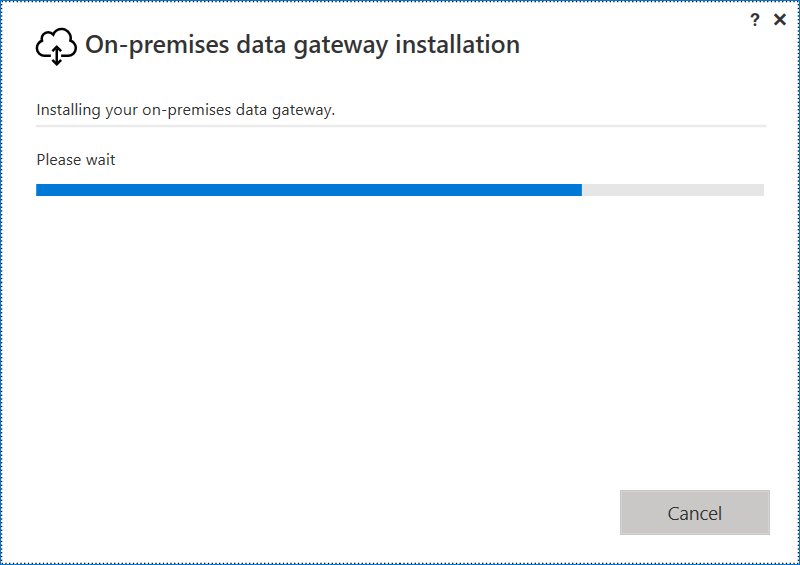 ? ×
On-premises data gateway installation
Installing your on-premises data gateway.
Please wait
Cancel